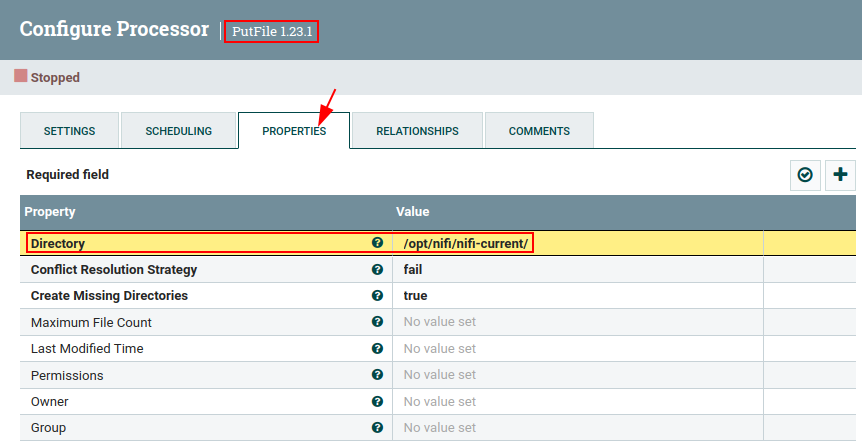 Configure Processor | PutFile 1.23.1
Stopped
SETTINGS SCHEDULING PROPERTIES RELATIONSHIPS COMMENTS
Required field
Property Value
Directory /opt/nifi/nifi-current/
Conflict Resolution Strategy fail
Create Missing Directories true
Maximum File Count No value set
Last Modified Time No value set
Permissions No value set
Owner No value set
Group No value set